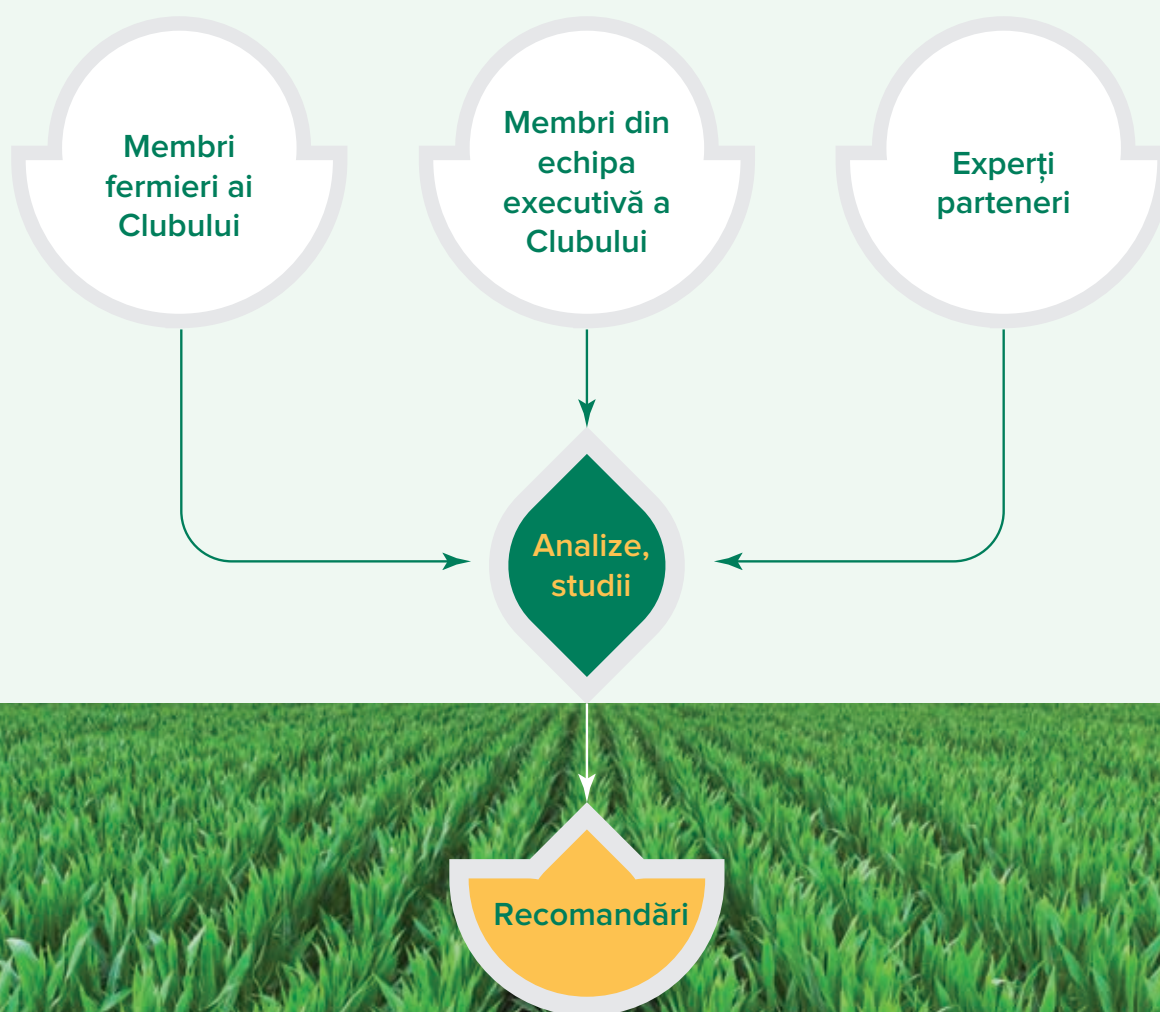 Membri
fermieri ai
Clubului
Membri din
echipa
executivă a
Clubului
Experți
parteneri
Analize,
studii
Recomandări